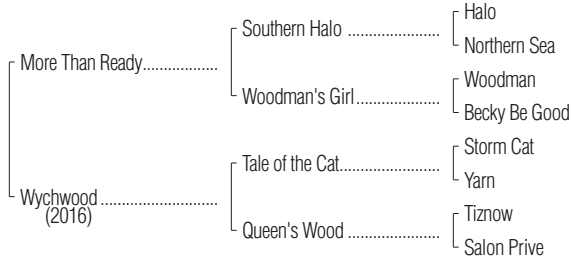 Halo
Southern Halo ....................
Northern Sea
More Than Ready.................
Woodman
Woodman's Girl ..................
Becky Be Good
Storm Cat
Tale of the Cat......................
Yarn
Wychwood ..........................
(2016)
Tiznow
Queen's Wood ....................
Salon Prive